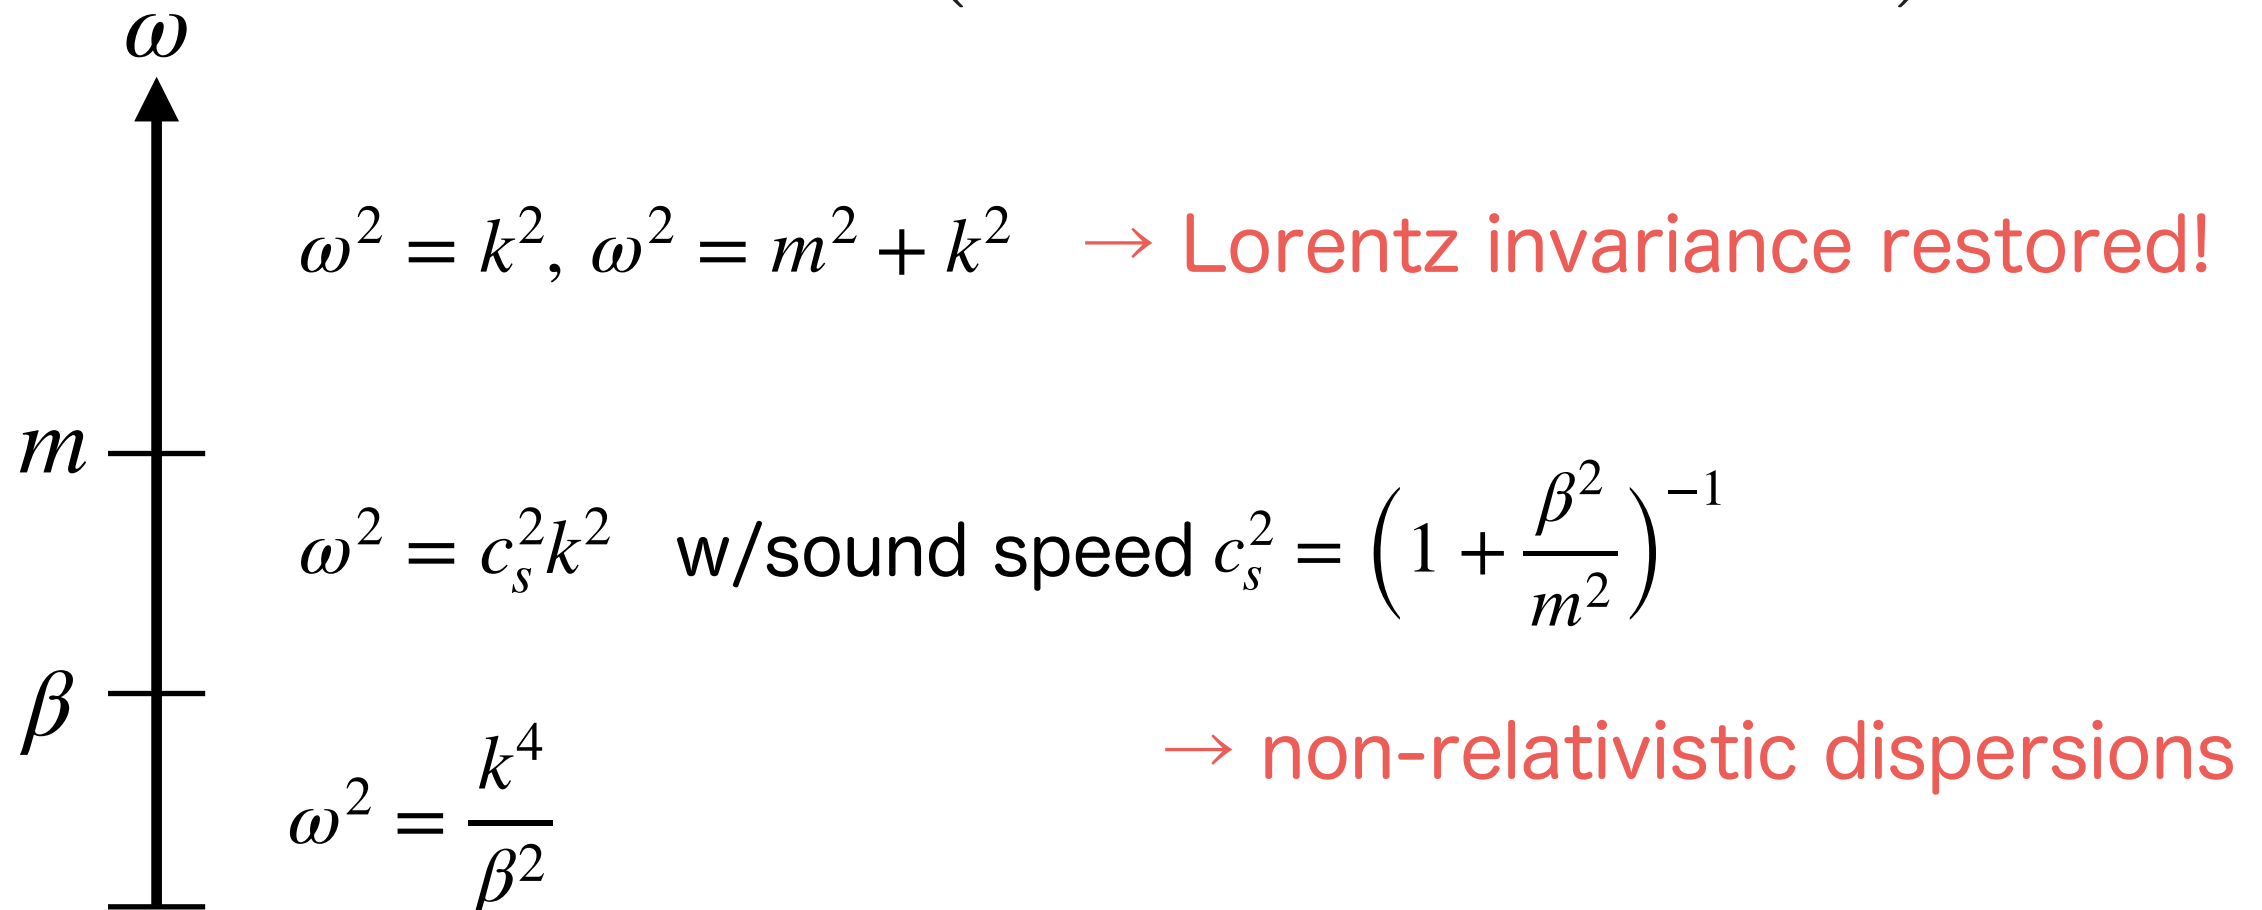 ω
ω² = k², ω² = m² + k² → Lorentz invariance restored!
m
ω² = c_s²k² w/sound speed c_s² = (1 + β²/m²)⁻¹
β
→ non-relativistic dispersions
ω² = k⁴/β²